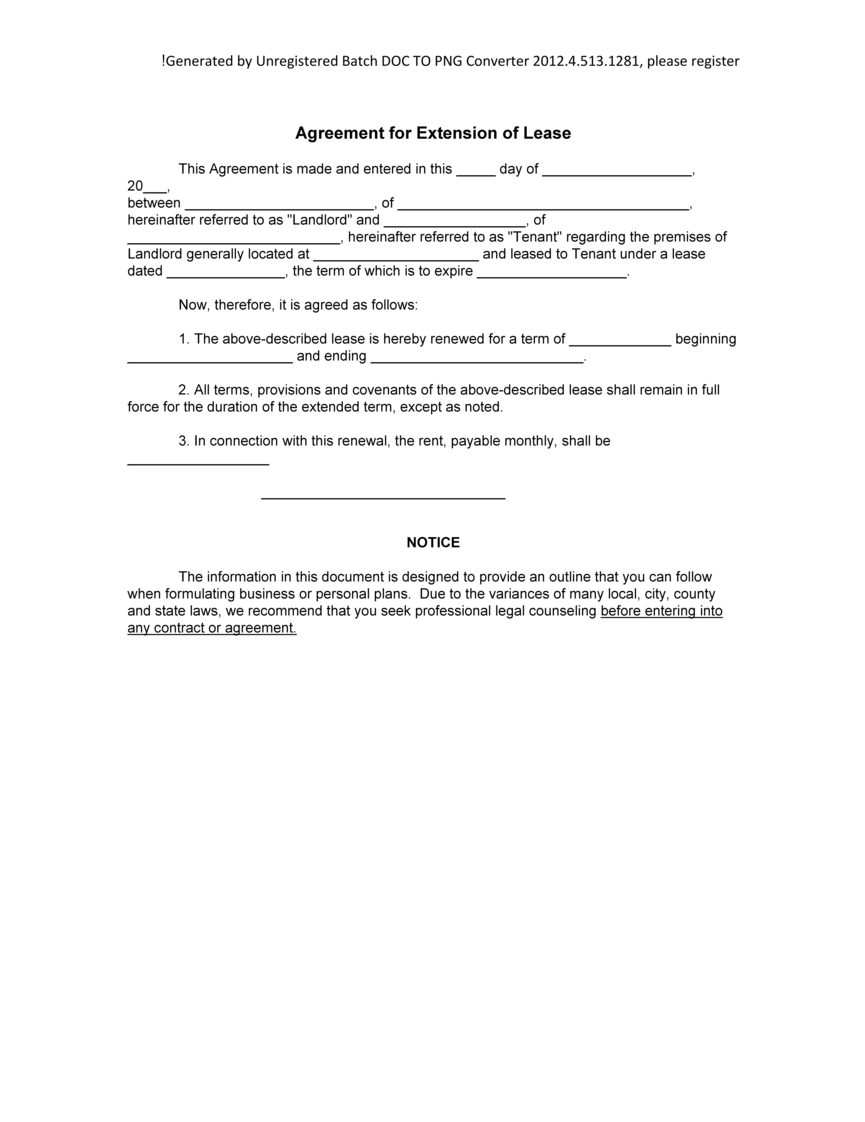 !Generated by Unregistered Batch DOC TO PNG Converter 2012.4.513.1281, please register
Agreement for Extension of Lease
This Agreement is made and entered in this _____ day of ___________________,
20___,
between ________________________, of _____________________________________,
hereinafter referred to as "Landlord" and __________________, of
___________________________, hereinafter referred to as "Tenant" regarding the premises of
Landlord generally located at _____________________ and leased to Tenant under a lease
dated _______________, the term of which is to expire ___________________.
Now, therefore, it is agreed as follows:
1. The above-described lease is hereby renewed for a term of _____________ beginning
_____________________ and ending ___________________________.
2. All terms, provisions and covenants of the above-described lease shall remain in full
force for the duration of the extended term, except as noted.
3. In connection with this renewal, the rent, payable monthly, shall be
__________________
_______________________________
NOTICE
The information in this document is designed to provide an outline that you can follow
when formulating business or personal plans.  Due to the variances of many local, city, county
and state laws, we recommend that you seek professional legal counseling before entering into
any contract or agreement.